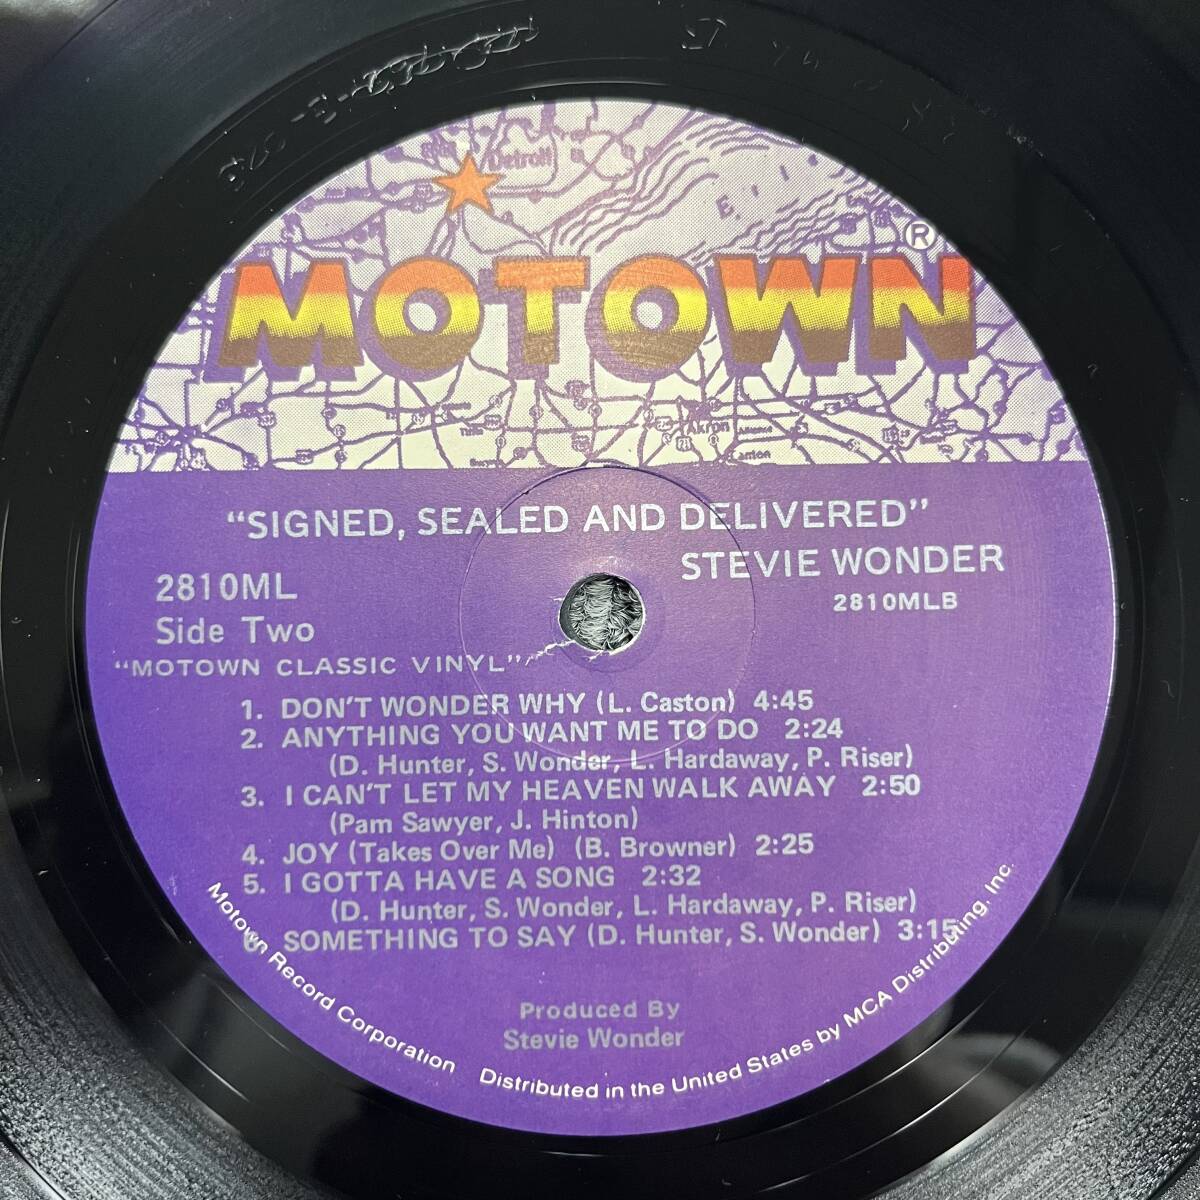 Detroit
MOTOWN ®
Akron
Canton
"SIGNED, SEALED AND DELIVERED"
STEVIE WONDER
2810ML
2810MLB
Side Two
"MOTOWN CLASSIC VINYL"
1. DON'T WONDER WHY (L. Caston) 4:45
2. ANYTHING YOU WANT ME TO DO 2:24
(D. Hunter, S. Wonder, L. Hardaway, P. Riser)
3. I CAN'T LET MY HEAVEN WALK AWAY 2:50
(Pam Sawyer, J. Hinton)
4. JOY (Takes Over Me) (B. Browner) 2:25
5. I GOTTA HAVE A SONG 2:32
(D. Hunter, S. Wonder, L. Hardaway, P. Riser)
6. SOMETHING TO SAY (D. Hunter, S. Wonder) 3:15
Produced By
Stevie Wonder
Motown Record Corporation Distributed in the United States by MCA Distributing, Inc.